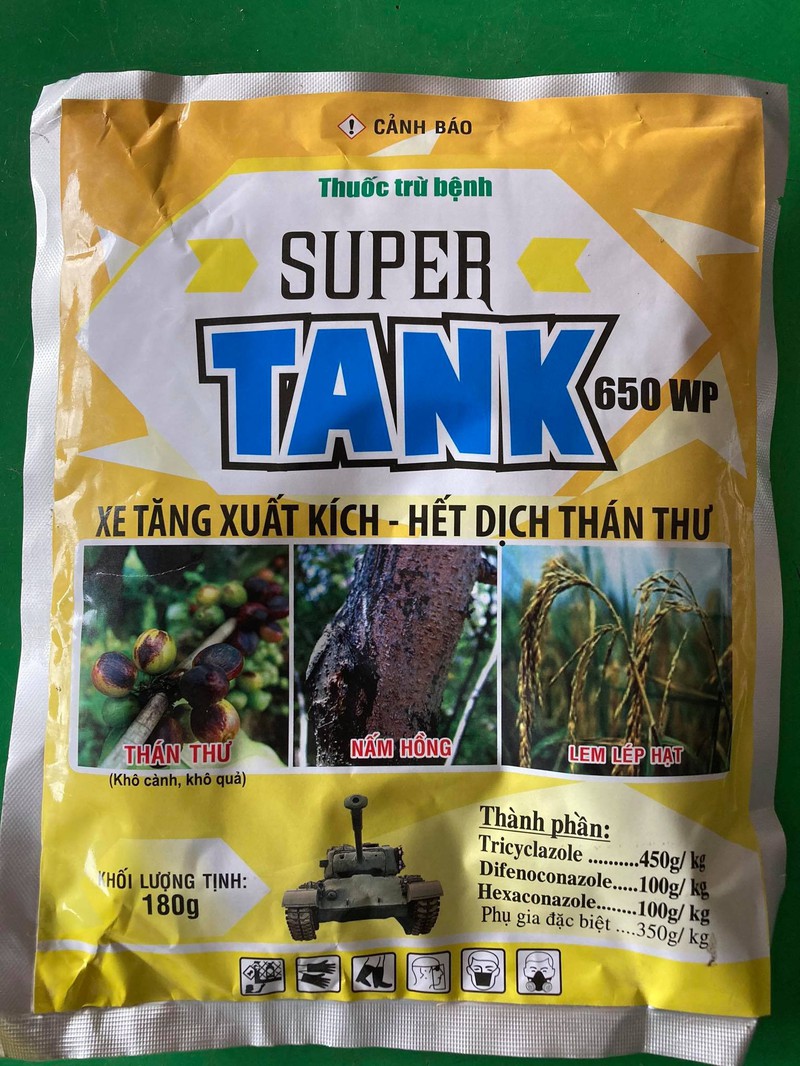 CẢNH BÁO
Thuốc trừ bệnh
SUPER
TANK
650 WP
XE TĂNG XUẤT KÍCH - HẾT DỊCH THÁN THƯ
THÁN THƯ
(Khô cành, khô quả)
NẤM HỒNG
LEM LÉP HẠT
KHỐI LƯỢNG TỊNH:
180g
Thành phần:
Tricyclazole ..........450g/ kg
Difenoconazole.....100g/ kg
Hexaconazole........100g/ kg
Phụ gia đặc biệt ....350g/ kg